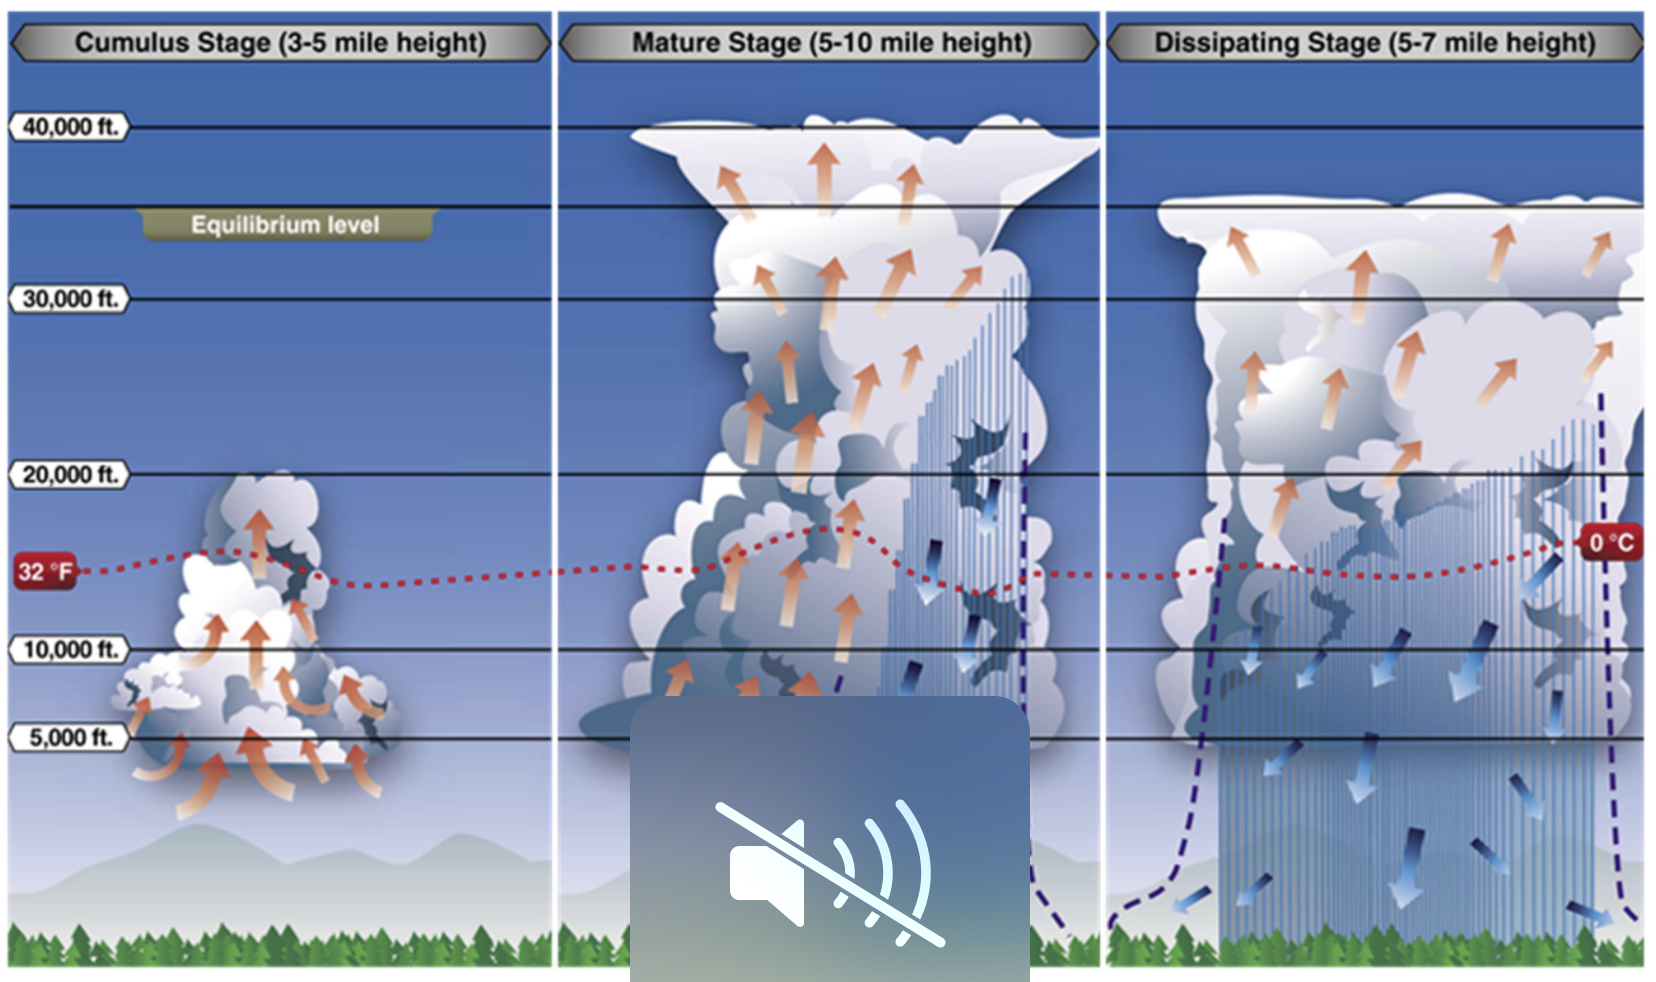 Cumulus Stage (3-5 mile height)
Mature Stage (5-10 mile height)
Dissipating Stage (5-7 mile height)
40,000 ft.
Equilibrium level
30,000 ft.
20,000 ft.
32 °F
0 °C
10,000 ft.
5,000 ft.